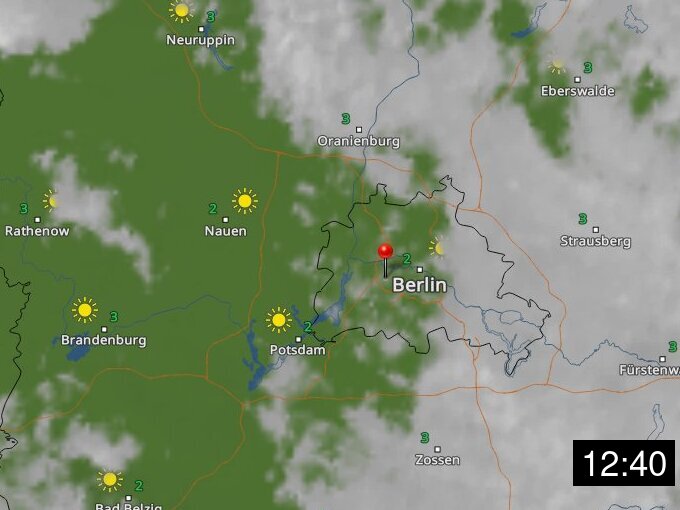 3
Neuruppin
3
Eberswalde
3
Oranienburg
3
Rathenow
2
Nauen
3
Strausberg
2
Berlin
3
Brandenburg
2
Potsdam
3
Fürstenwa
3
Zossen
12:40
2
Bad Belzig